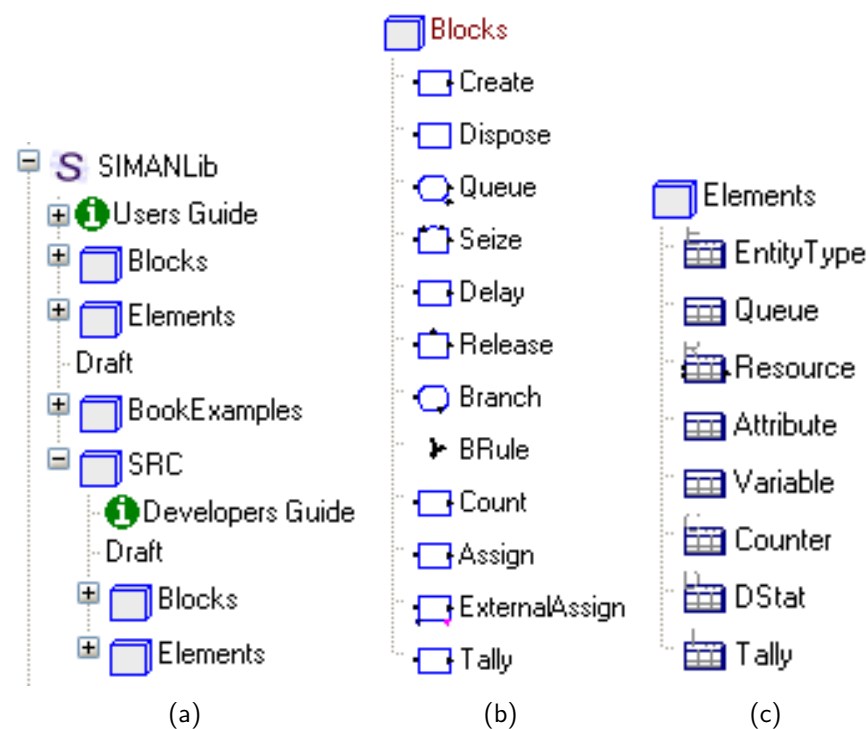 SIMANLib
Users Guide
Blocks
Elements
Draft
BookExamples
SRC
Developers Guide
Draft
Blocks
Elements
(a)
Blocks
Create
Dispose
Queue
Seize
Delay
Release
Branch
BRule
Count
Assign
ExternalAssign
Tally
(b)
Elements
EntityType
Queue
Resource
Attribute
Variable
Counter
DStat
Tally
(c)